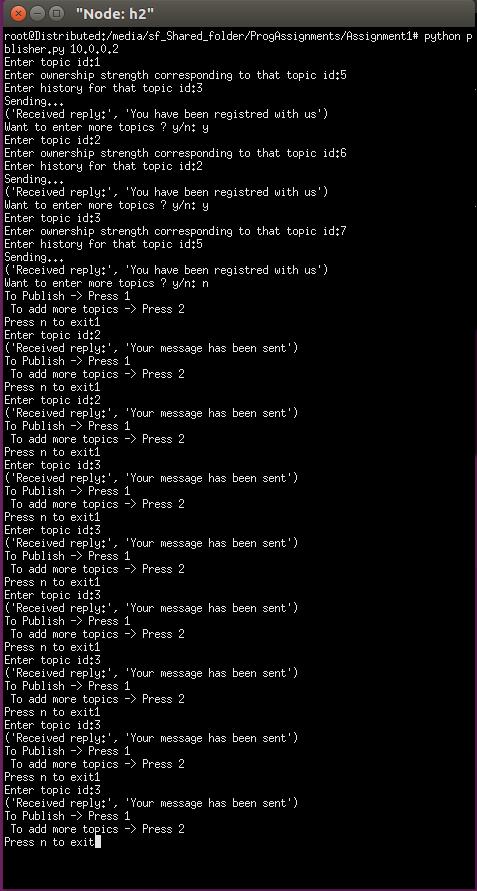 "Node: h2"
root@Distributed:/media/sf_Shared_folder/ProgAssignments/Assignment1# python p
blisher.py 10.0.0.2
Enter topic id:1
Enter ownership strength corresponding to that topic id:5
Enter history for that topic id:3
Sending...
('Received reply:', 'You have been registred with us')
Want to enter more topics ? y/n: y
Enter topic id:2
Enter ownership strength corresponding to that topic id:6
Enter history for that topic id:2
Sending...
('Received reply:', 'You have been registred with us')
Want to enter more topics ? y/n: y
Enter topic id:3
Enter ownership strength corresponding to that topic id:7
Enter history for that topic id:5
Sending...
('Received reply:', 'You have been registred with us')
Want to enter more topics ? y/n: n
To Publish -> Press 1
 To add more topics -> Press 2
Press n to exit1
Enter topic id:2
('Received reply:', 'Your message has been sent')
To Publish -> Press 1
 To add more topics -> Press 2
Press n to exit1
Enter topic id:2
('Received reply:', 'Your message has been sent')
To Publish -> Press 1
 To add more topics -> Press 2
Press n to exit1
Enter topic id:3
('Received reply:', 'Your message has been sent')
To Publish -> Press 1
 To add more topics -> Press 2
Press n to exit1
Enter topic id:3
('Received reply:', 'Your message has been sent')
To Publish -> Press 1
 To add more topics -> Press 2
Press n to exit1
Enter topic id:3
('Received reply:', 'Your message has been sent')
To Publish -> Press 1
 To add more topics -> Press 2
Press n to exit1
Enter topic id:3
('Received reply:', 'Your message has been sent')
To Publish -> Press 1
 To add more topics -> Press 2
Press n to exit1
Enter topic id:3
('Received reply:', 'Your message has been sent')
To Publish -> Press 1
 To add more topics -> Press 2
Press n to exit1
Enter topic id:3
('Received reply:', 'Your message has been sent')
To Publish -> Press 1
 To add more topics -> Press 2
Press n to exit